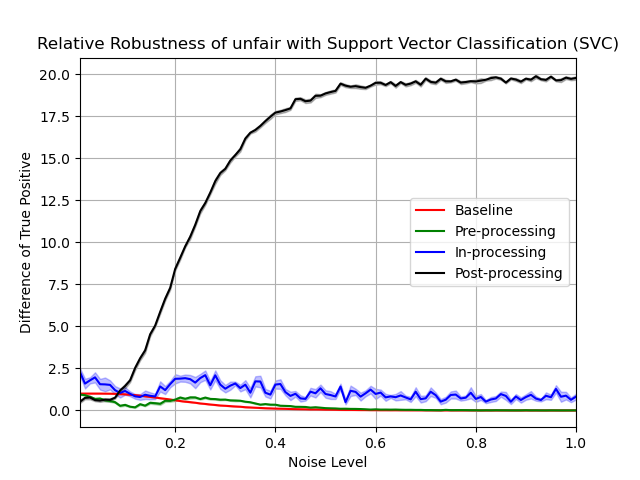 Relative Robustness of unfair with Support Vector Classification (SVC)
20.0
17.5
15.0
12.5
10.0
7.5
5.0
2.5
0.0
Difference of True Positive
Baseline
Pre-processing
In-processing
Post-processing
0.2 0.4 0.6 0.8 1.0
Noise Level